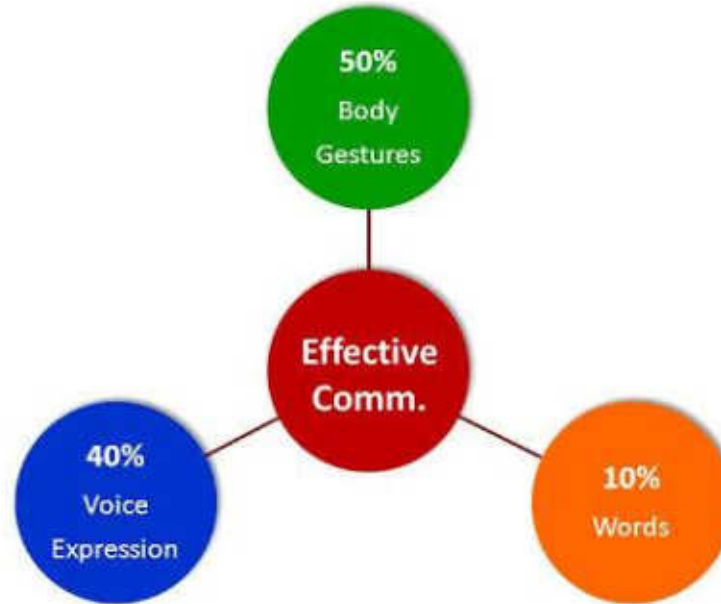 50%
Body
Gestures
Effective
Comm.
40%
Voice
Expression
10%
Words